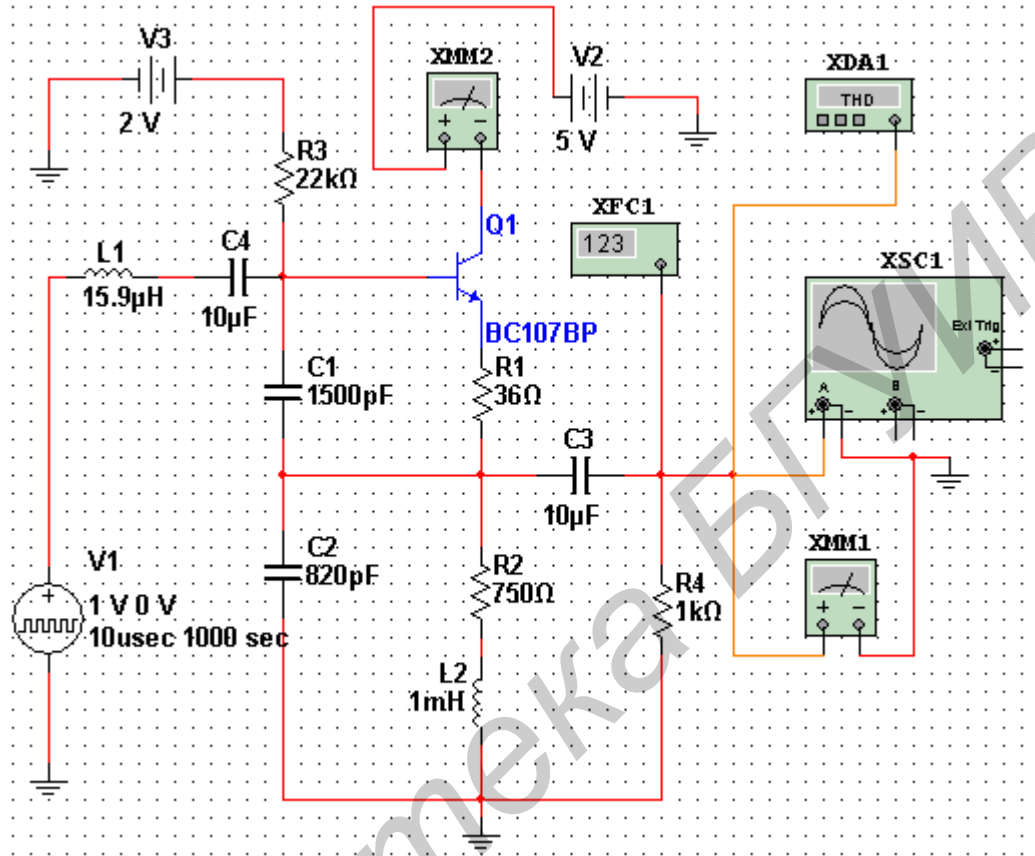 V3
2 V
R3
22kΩ
XMM2
+ −
V2
5 V
XDA1
THD
XFC1
123
Q1
BC107BP
L1
15.9µH
C4
10µF
XSC1
Ext Trig
+
−
A
B
+ −
+ −
C1
1500pF
R1
36Ω
C3
10µF
V1
+
1 V 0 V
10usec 1000 sec
C2
820pF
R2
750Ω
R4
1kΩ
XMM1
+ −
L2
1mH
тека БГУИР